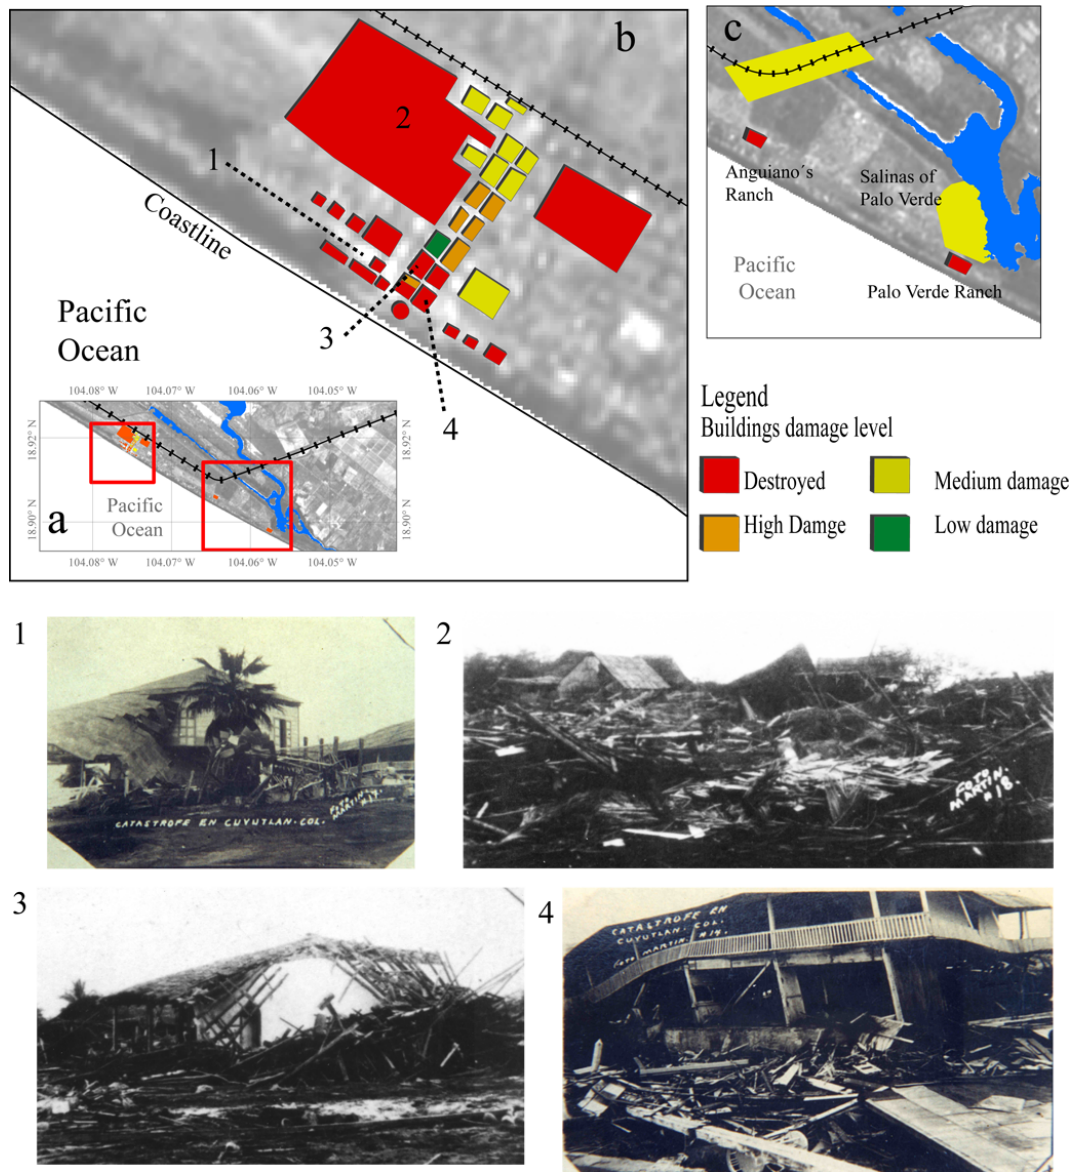 b
2
1
Coastline
Pacific
Ocean
3
4
104.08° W
104.07° W
104.06° W
104.05° W
18.92° N
18.90° N
18.92° N
18.90° N
Pacific
Ocean
a
104.08° W
104.07° W
104.06° W
104.05° W
c
Anguiano´s
Ranch
Salinas of
Palo Verde
Pacific
Ocean
Palo Verde Ranch
Legend
Buildings damage level
Destroyed
Medium damage
High Damge
Low damage
1
CATASTROFE EN CUYUTLAN. COL.
FOTO
MARTIN.
2
FOTO
MARTIN.
#18.
3
4
CATASTROFE EN
CUYUTLAN. COL.
FOTO MARTIN. #14.